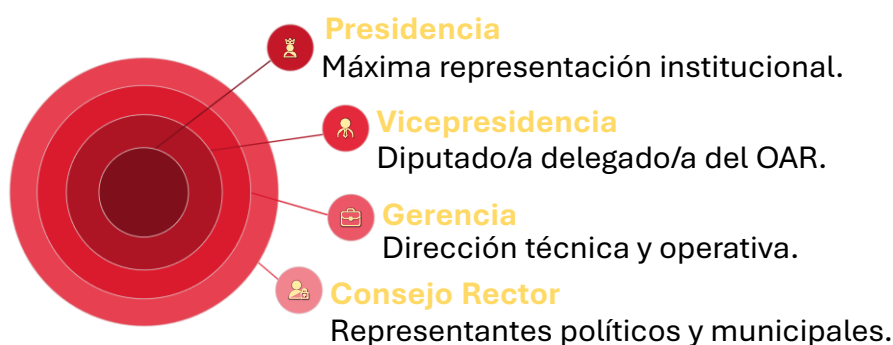 Presidencia
Máxima representación institucional.
Vicepresidencia
Diputado/a delegado/a del OAR.
Gerencia
Dirección técnica y operativa.
Consejo Rector
Representantes políticos y municipales.